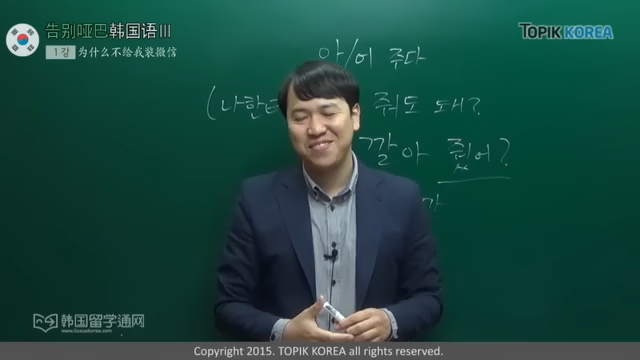 告别哑巴韩国语Ⅲ
1강 为什么不给我装微信
TOPIK KOREA
아/어 주다
(나한테 줘도 돼?
깔아 줬어?
韩国留学通网
Copyright 2015. TOPIK KOREA all rights reserved.